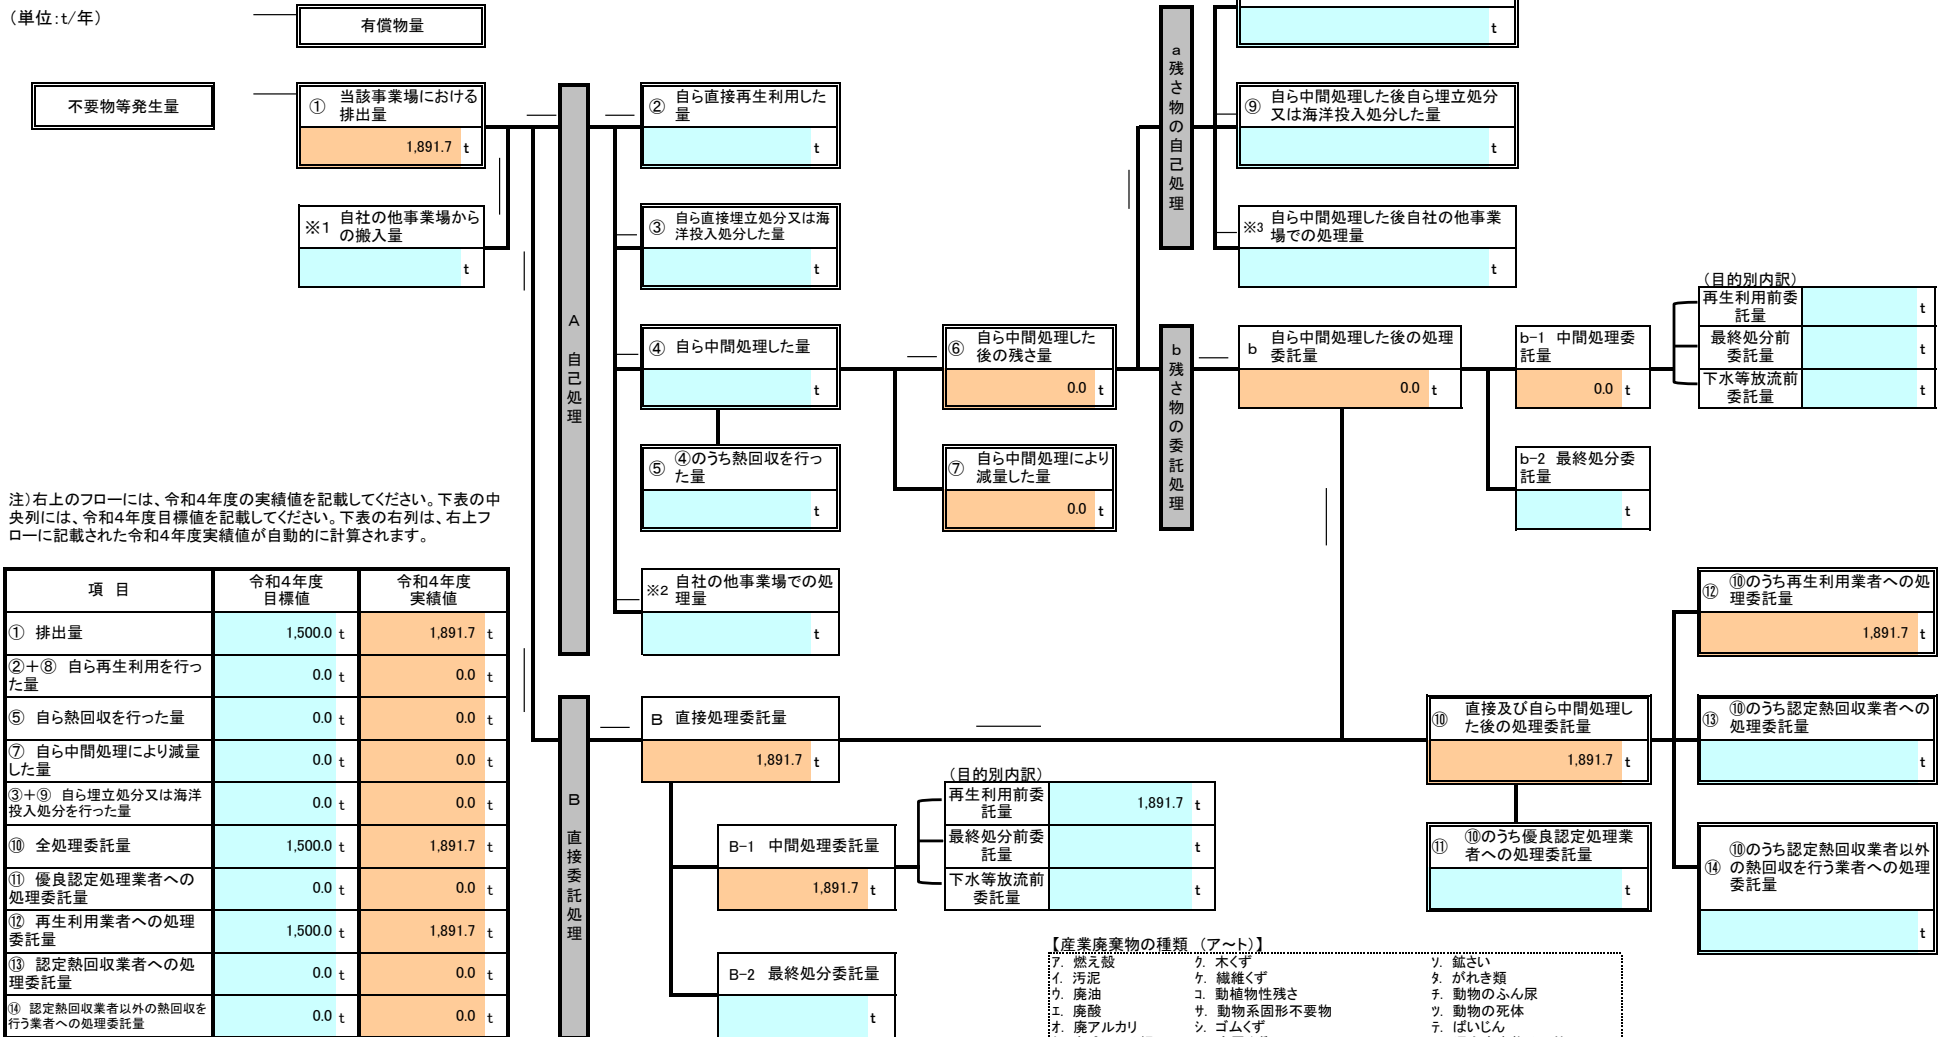 (単位:t/年)
有償物量
不要物等発生量
① 当該事業場における
排出量
1,891.7 t
※1 自社の他事業場から
の搬入量
t
A 自己処理
② 自ら直接再生利用した
量
t
③ 自ら直接埋立処分又は海
洋投入処分した量
t
④ 自ら中間処理した量
t
⑤ ④のうち熱回収を行っ
た量
t
※2 自社の他事業場での処
理量
t
⑥ 自ら中間処理した
後の残さ量
0.0 t
⑦ 自ら中間処理により
減量した量
0.0 t
a 残さ物の自己処理
t
⑨ 自ら中間処理した後自ら埋立処分
又は海洋投入処分した量
t
※3 自ら中間処理した後自社の他事業
場での処理量
t
b 残さ物の委託処理
b 自ら中間処理した後の処理
委託量
0.0 t
b-1 中間処理委
託量
0.0 t
b-2 最終処分委
託量
t
(目的別内訳)
再生利用前委
託量
t
最終処分前
委託量
t
下水等放流前
委託量
t
注)右上のフローには、令和4年度の実績値を記載してください。下表の中
央列には、令和4年度目標値を記載してください。下表の右列は、右上フ
ローに記載された令和4年度実績値が自動的に計算されます。
項 目 令和4年度 目標値 令和4年度 実績値
① 排出量 1,500.0 t 1,891.7 t
②+⑧ 自ら再生利用を行っ
た量 0.0 t 0.0 t
⑤ 自ら熱回収を行った量 0.0 t 0.0 t
⑦ 自ら中間処理により減量
した量 0.0 t 0.0 t
③+⑨ 自ら埋立処分又は海洋
投入処分を行った量 0.0 t 0.0 t
⑩ 全処理委託量 1,500.0 t 1,891.7 t
⑪ 優良認定処理業者への
処理委託量 0.0 t 0.0 t
⑫ 再生利用業者への処理
委託量 1,500.0 t 1,891.7 t
⑬ 認定熱回収業者への処
理委託量 0.0 t 0.0 t
⑭ 認定熱回収業者以外の熱回収を
行う業者への処理委託量 0.0 t 0.0 t
B 直接委託処理
B 直接処理委託量
1,891.7 t
B-1 中間処理委託量
1,891.7 t
B-2 最終処分委託量
t
(目的別内訳)
再生利用前委
託量
1,891.7 t
最終処分前委
託量
t
下水等放流前
委託量
t
⑩ 直接及び自ら中間処理し
た後の処理委託量
1,891.7 t
⑪ ⑩のうち優良認定処理業
者への処理委託量
t
⑫ ⑩のうち再生利用業者への処
理委託量
1,891.7 t
⑬ ⑩のうち認定熱回収業者への
処理委託量
t
⑭ ⑩のうち認定熱回収業者以外
の熱回収を行う業者への処理
委託量
t
【産業廃棄物の種類 (ア~ト)】
ア. 燃え殻 ク. 木くず ソ. 鉱さい
イ. 汚泥 ケ. 繊維くず タ. がれき類
ウ. 廃油 コ. 動植物性残さ チ. 動物のふん尿
エ. 廃酸 サ. 動物系固形不要物 ツ. 動物の死体
オ. 廃アルカリ シ. ゴムくず テ. ばいじん